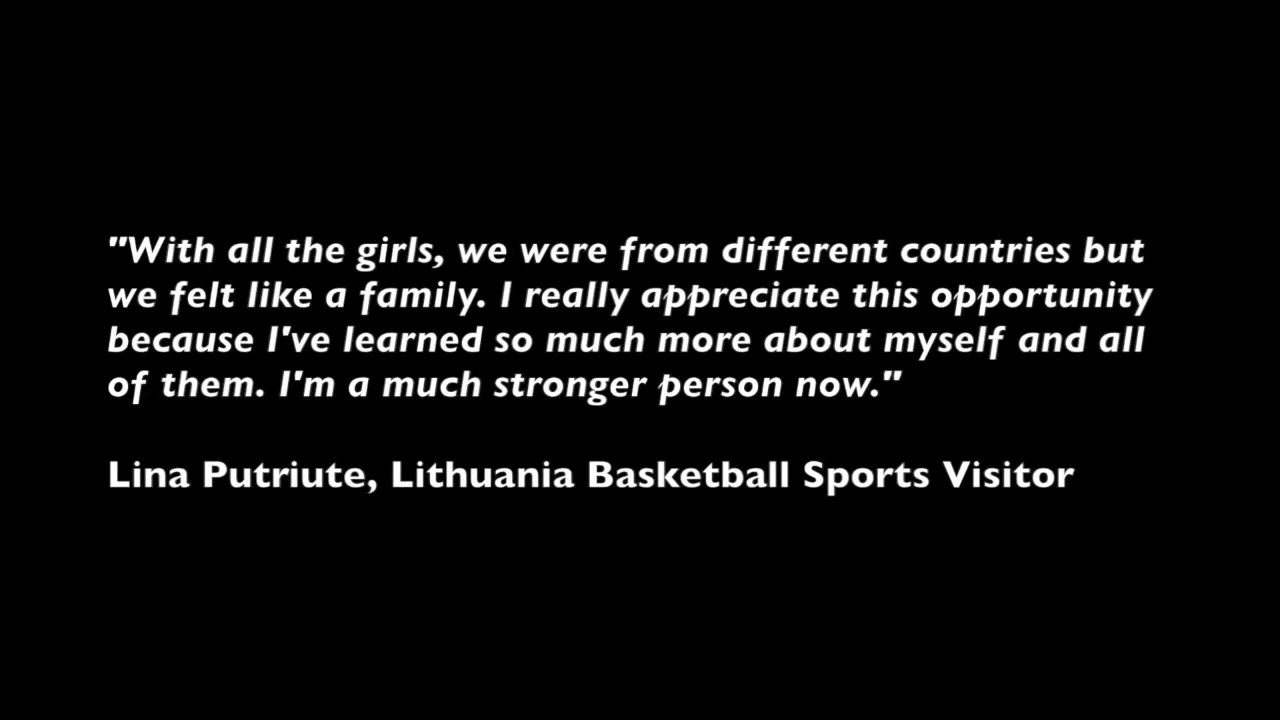 "With all the girls, we were from different countries but
we felt like a family. I really appreciate this opportunity
because I've learned so much more about myself and all
of them. I'm a much stronger person now."
Lina Putriute, Lithuania Basketball Sports Visitor